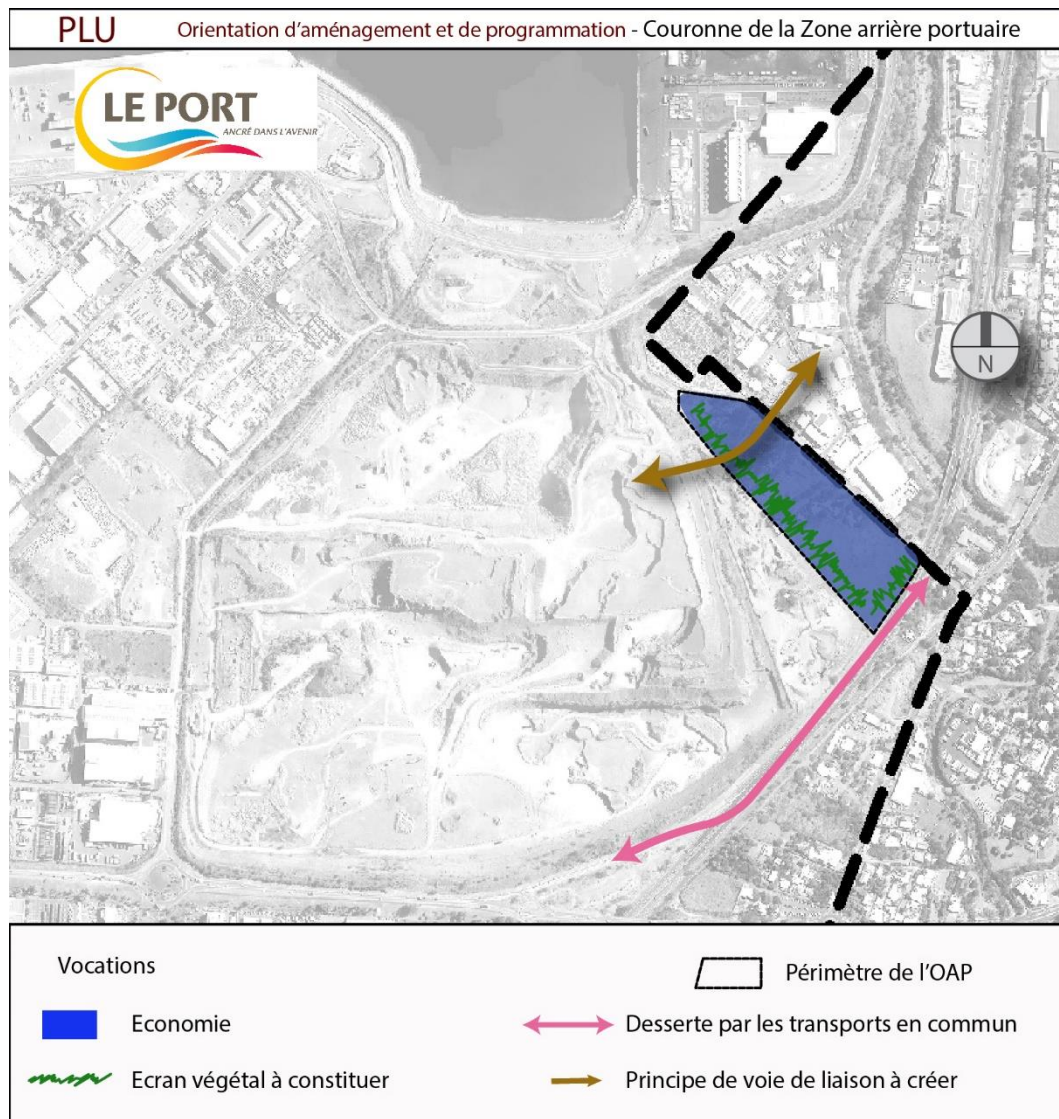 PLU Orientation d'aménagement et de programmation - Couronne de la Zone arrière portuaire
LE PORT
ANCRÉ DANS L'AVENIR
N
Vocations
Périmètre de l'OAP
Economie
Desserte par les transports en commun
Ecran végétal à constituer
Principe de voie de liaison à créer